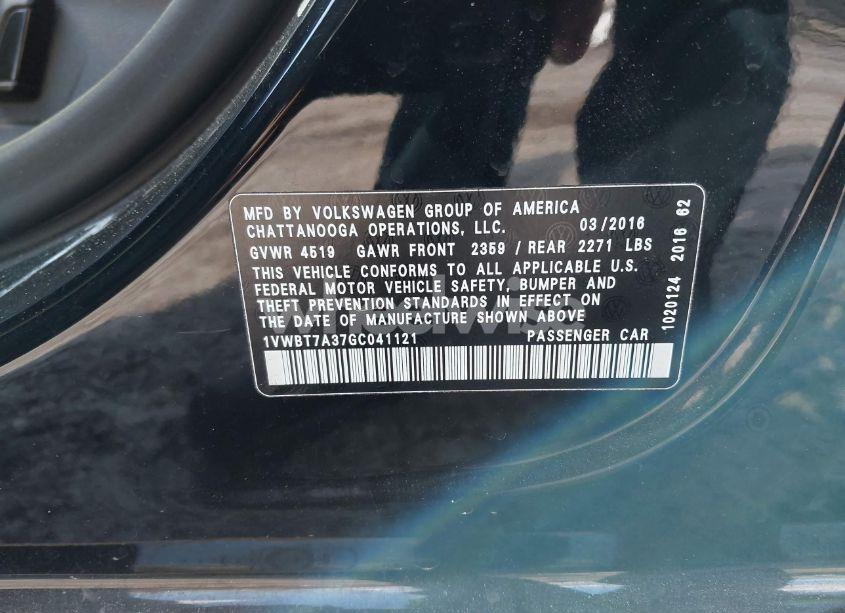 MFD BY VOLKSWAGEN GROUP OF AMERICA
CHATTANOOGA OPERATIONS, LLC. 03/2016
GVWR 4519 GAWR FRONT 2359 / REAR 2271 LBS
THIS VEHICLE CONFORMS TO ALL APPLICABLE U.S.
FEDERAL MOTOR VEHICLE SAFETY, BUMPER AND
THEFT PREVENTION STANDARDS IN EFFECT ON
THE DATE OF MANUFACTURE SHOWN ABOVE
1VWBT7A37GC041121 PASSENGER CAR
1020124 2016 62